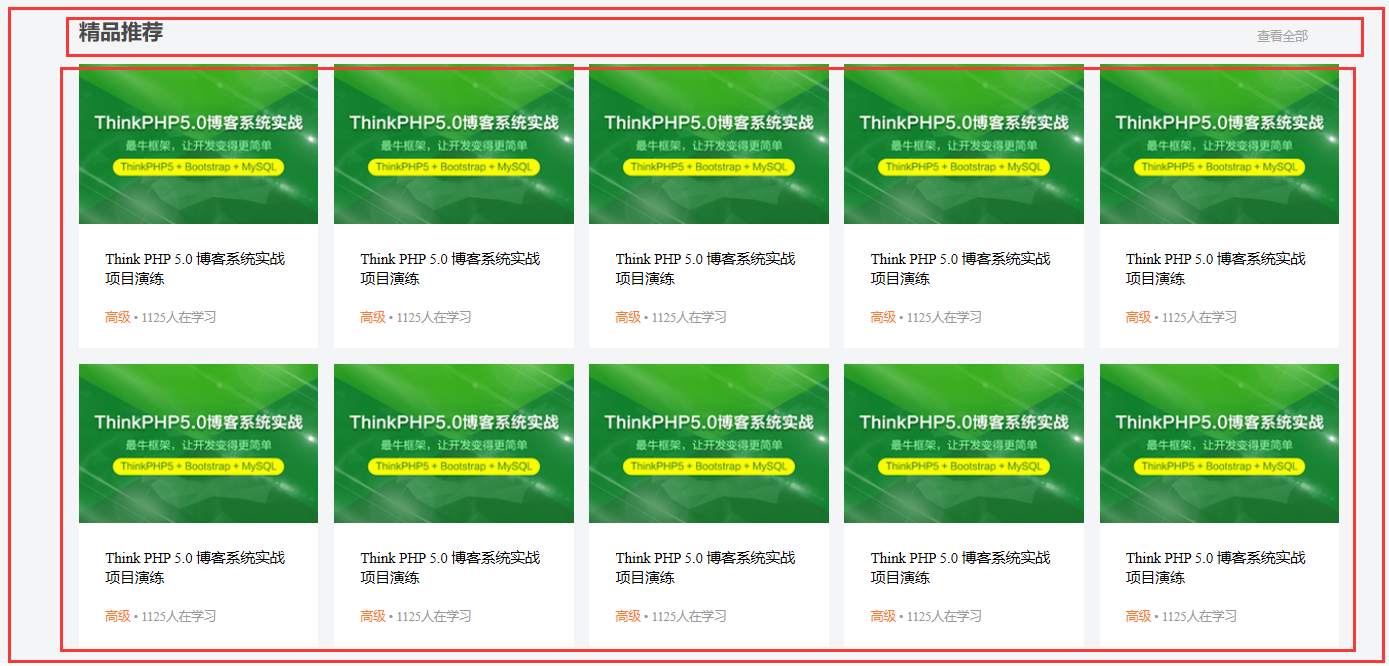 精品推荐
查看全部
ThinkPHP5.0博客系统实战
最牛框架，让开发变得更简单
ThinkPHP5 + Bootstrap + MySQL
Think PHP 5.0 博客系统实战
项目演练
高级 • 1125人在学习
ThinkPHP5.0博客系统实战
最牛框架，让开发变得更简单
ThinkPHP5 + Bootstrap + MySQL
Think PHP 5.0 博客系统实战
项目演练
高级 • 1125人在学习
ThinkPHP5.0博客系统实战
最牛框架，让开发变得更简单
ThinkPHP5 + Bootstrap + MySQL
Think PHP 5.0 博客系统实战
项目演练
高级 • 1125人在学习
ThinkPHP5.0博客系统实战
最牛框架，让开发变得更简单
ThinkPHP5 + Bootstrap + MySQL
Think PHP 5.0 博客系统实战
项目演练
高级 • 1125人在学习
ThinkPHP5.0博客系统实战
最牛框架，让开发变得更简单
ThinkPHP5 + Bootstrap + MySQL
Think PHP 5.0 博客系统实战
项目演练
高级 • 1125人在学习
ThinkPHP5.0博客系统实战
最牛框架，让开发变得更简单
ThinkPHP5 + Bootstrap + MySQL
Think PHP 5.0 博客系统实战
项目演练
高级 • 1125人在学习
ThinkPHP5.0博客系统实战
最牛框架，让开发变得更简单
ThinkPHP5 + Bootstrap + MySQL
Think PHP 5.0 博客系统实战
项目演练
高级 • 1125人在学习
ThinkPHP5.0博客系统实战
最牛框架，让开发变得更简单
ThinkPHP5 + Bootstrap + MySQL
Think PHP 5.0 博客系统实战
项目演练
高级 • 1125人在学习
ThinkPHP5.0博客系统实战
最牛框架，让开发变得更简单
ThinkPHP5 + Bootstrap + MySQL
Think PHP 5.0 博客系统实战
项目演练
高级 • 1125人在学习
ThinkPHP5.0博客系统实战
最牛框架，让开发变得更简单
ThinkPHP5 + Bootstrap + MySQL
Think PHP 5.0 博客系统实战
项目演练
高级 • 1125人在学习